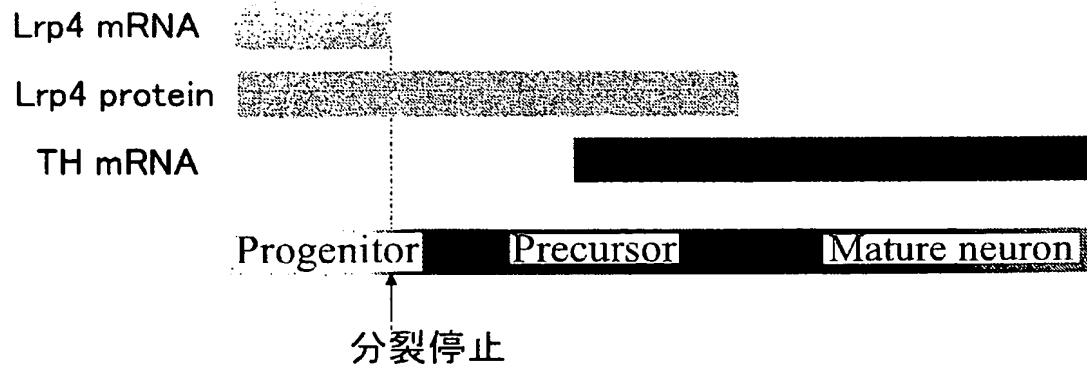 Lrp4 mRNA
Lrp4 protein
TH mRNA
Progenitor Precursor Mature neuron
分裂停止